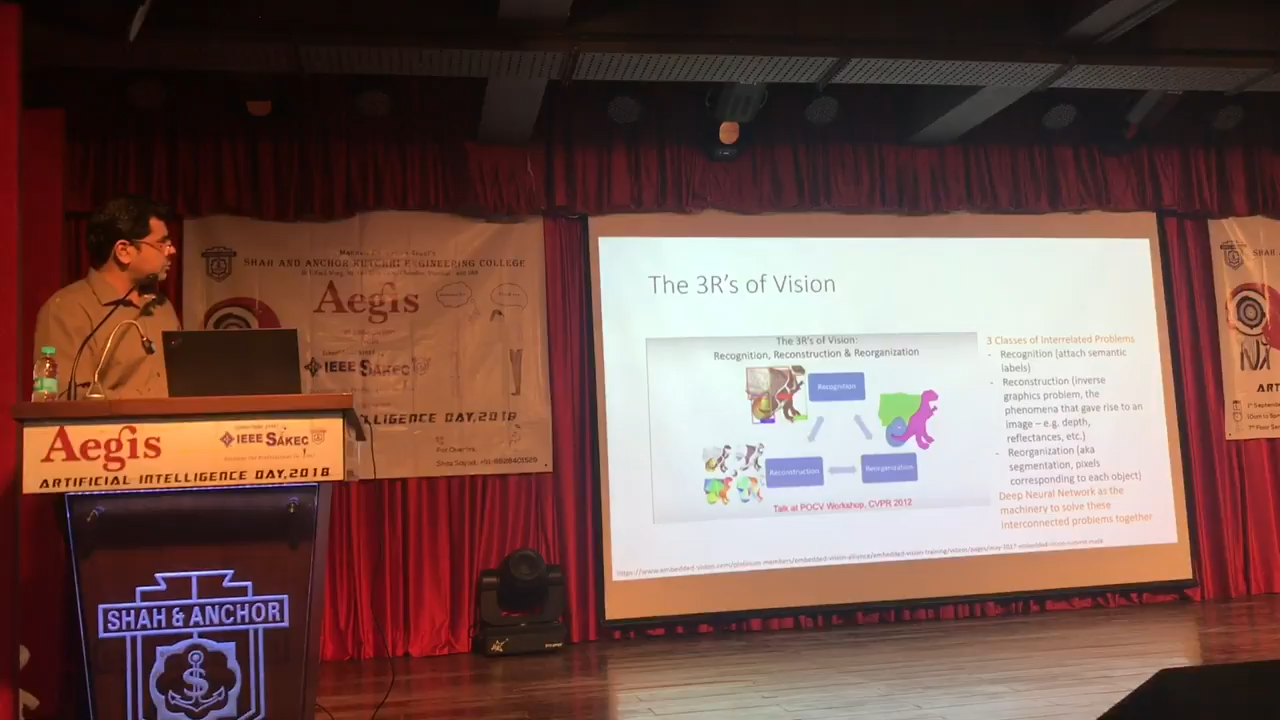 SHAH AND ANCHOR KUTCHHI ENGINEERING COLLEGE
Aegis
IEEE SAKEC
LLIGENCE DAY, 2018
Aegis
IEEE SAKEC
ARTIFICIAL INTELLIGENCE DAY, 2018
SHAH & ANCHOR
The 3R's of Vision
The 3R's of Vision:
Recognition, Reconstruction & Reorganization
Recognition
Reconstruction
Reorganization
Talk at POCV Workshop, CVPR 2012
3 Classes of Interrelated Problems
- Recognition (attach semantic
labels)
- Reconstruction (inverse
graphics problem, the
phenomena that gave rise to an
image – e.g. depth,
reflectances, etc.)
- Reorganization (aka
segmentation, pixels
corresponding to each object)
Deep Neural Network as the
machinery to solve these
interconnected problems together
SHAH
ART